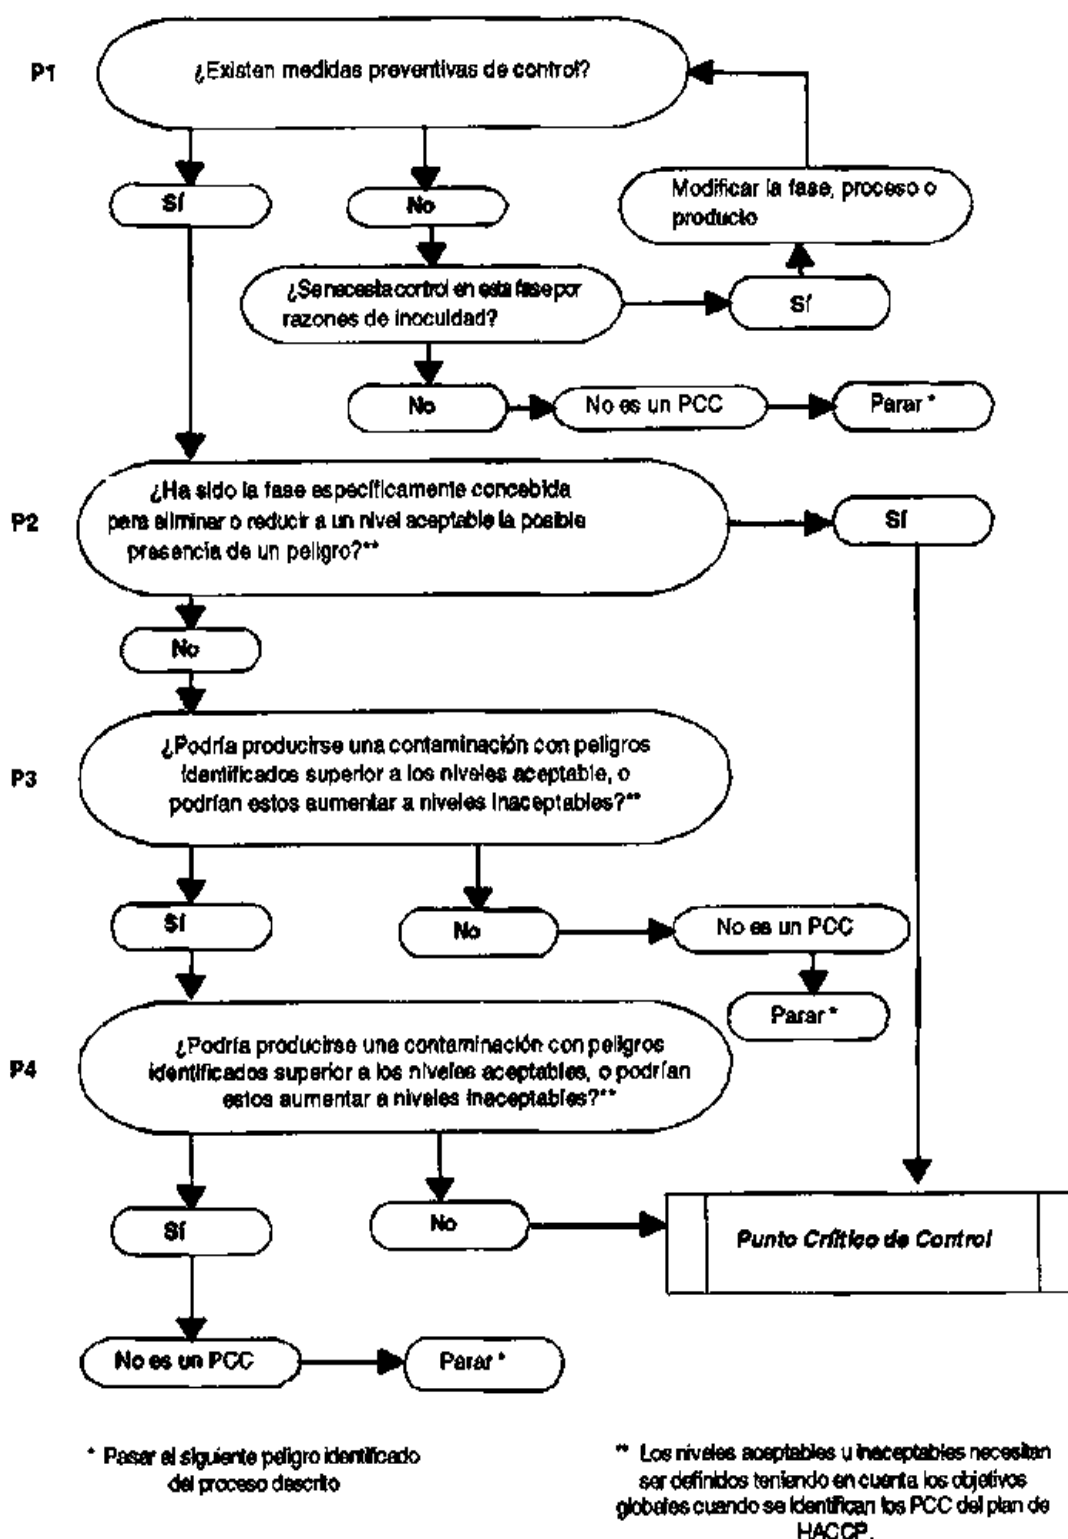 P1
¿Existen medidas preventivas de control?
Sí
No
Modificar la fase, proceso o
producto
¿Se necesita control en esta fase por
razones de inocuidad?
Sí
No
No es un PCC
Parar *
P2
¿Ha sido la fase específicamente concebida
para eliminar o reducir a un nivel aceptable la posible
presencia de un peligro?**
Sí
No
P3
¿Podría producirse una contaminación con peligros
identificados superior a los niveles aceptable, o
podrían estos aumentar a niveles inaceptables?**
Sí
No
No es un PCC
Parar *
P4
¿Podría producirse una contaminación con peligros
identificados superior a los niveles aceptables, o podrían
estos aumentar a niveles inaceptables?**
Sí
No
Punto Crítico de Control
No es un PCC
Parar *
* Pasar al siguiente peligro identificado
del proceso descrito
** Los niveles aceptables u inaceptables necesitan
ser definidos teniendo en cuenta los objetivos
globales cuando se identifican los PCC del plan de
HACCP.